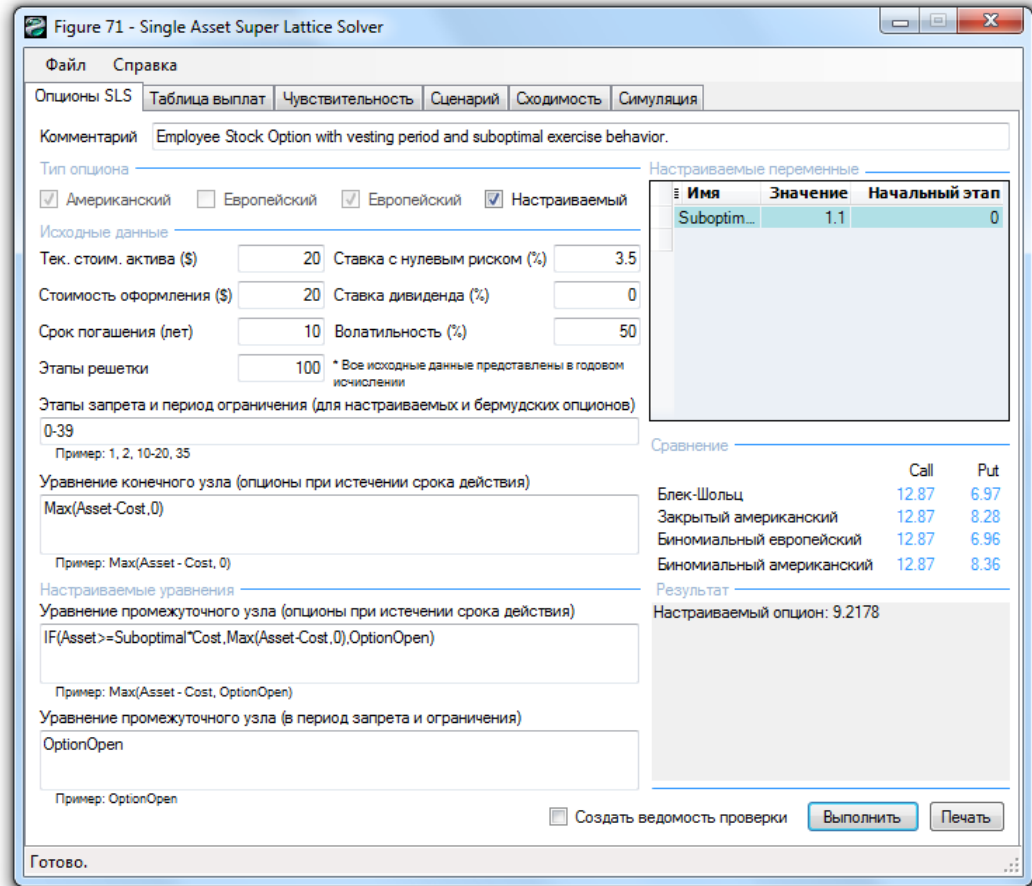 Figure 71 - Single Asset Super Lattice Solver
Файл Справка
Опционы SLS Таблица выплат Чувствительность Сценарий Сходимость Симуляция
Комментарий Employee Stock Option with vesting period and suboptimal exercise behavior.
Тип опциона
Американский Европейский Европейский Настраиваемый
Исходные данные
Тек. стоим. актива ($) 20 Ставка с нулевым риском (%) 3.5
Стоимость оформления ($) 20 Ставка дивиденда (%) 0
Срок погашения (лет) 10 Волатильность (%) 50
Этапы решетки 100 * Все исходные данные представлены в годовом
исчислении
Этапы запрета и период ограничения (для настраиваемых и бермудских опционов)
0-39
Пример: 1, 2, 10-20, 35
Уравнение конечного узла (опционы при истечении срока действия)
Max(Asset-Cost,0)
Пример: Max(Asset - Cost, 0)
Настраиваемые уравнения
Уравнение промежуточного узла (опционы при истечении срока действия)
IF(Asset>=Suboptimal*Cost,Max(Asset-Cost,0),OptionOpen)
Пример: Max(Asset - Cost, OptionOpen)
Уравнение промежуточного узла (в период запрета и ограничения)
OptionOpen
Пример: OptionOpen
Настраиваемые переменные
Имя Значение Начальный этап
Suboptim... 1.1 0
Сравнение
Call Put
Блек-Шольц 12.87 6.97
Закрытый американский 12.87 8.28
Биномиальный европейский 12.87 6.96
Биномиальный американский 12.87 8.36
Результат
Настраиваемый опцион: 9.2178
Создать ведомость проверки Выполнить Печать
Готово.